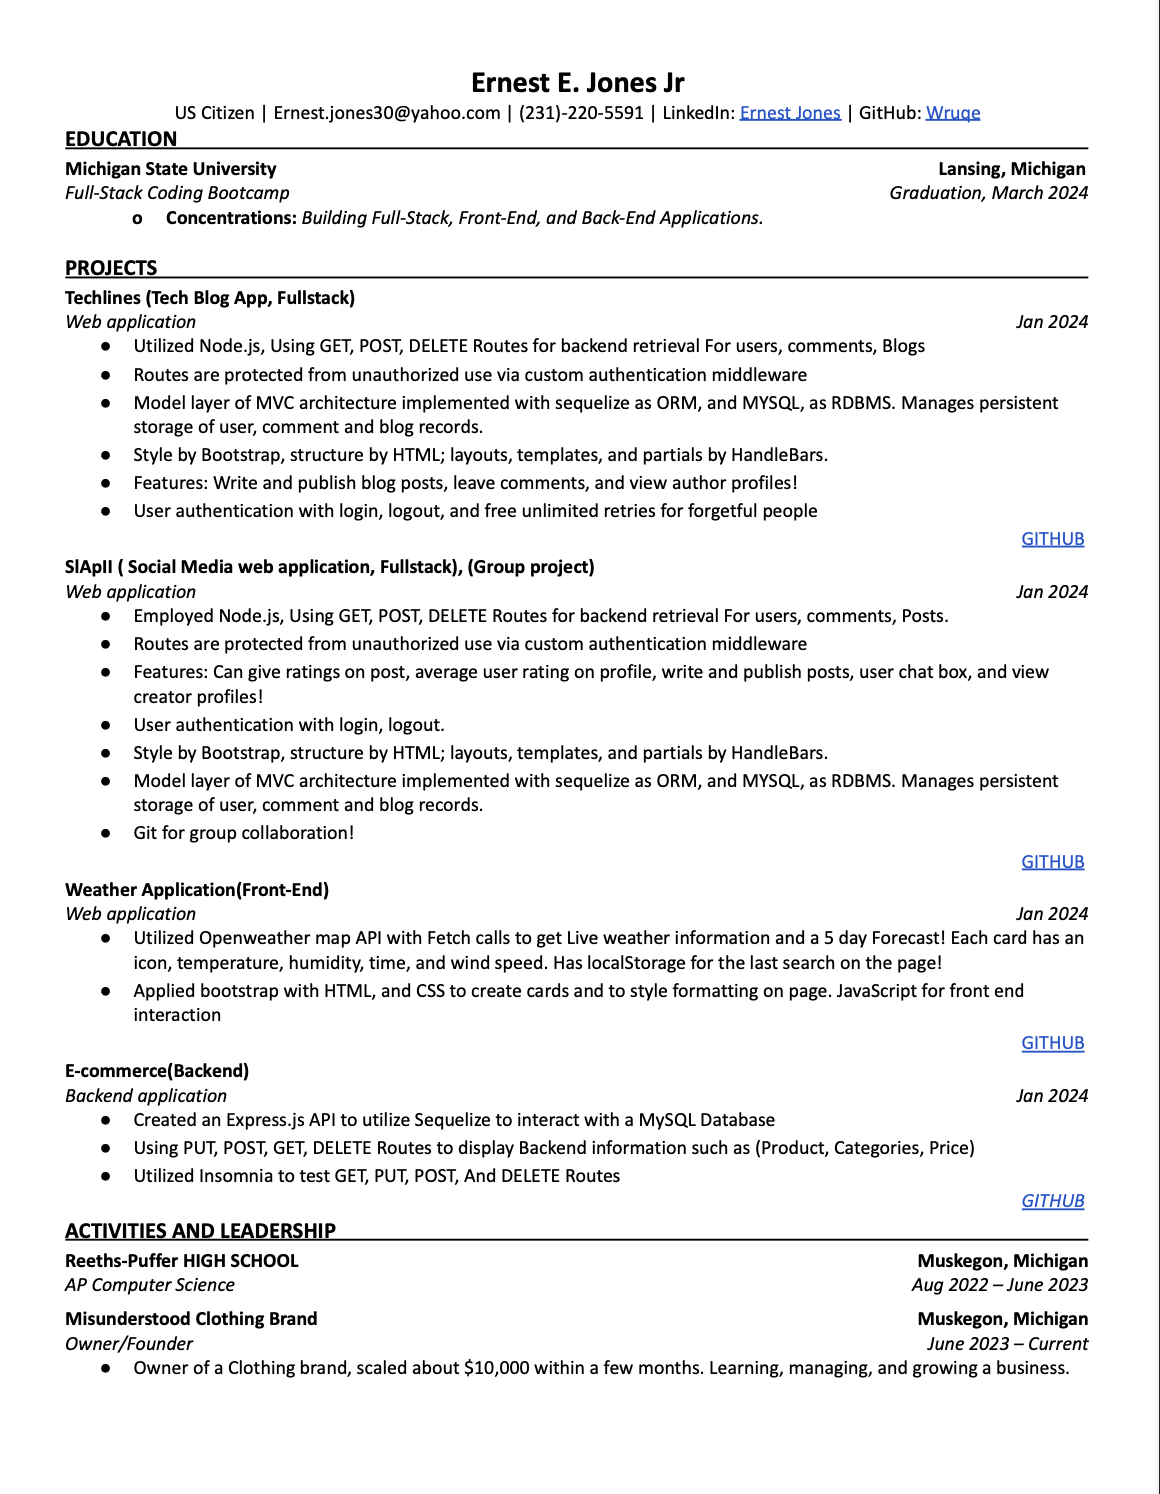 Ernest E. Jones Jr
US Citizen | Ernest.jones30@yahoo.com | (231)-220-5591 | LinkedIn: Ernest Jones | GitHub: Wruqe
EDUCATION
Michigan State University Lansing, Michigan
Full-Stack Coding Bootcamp Graduation, March 2024
o Concentrations: Building Full-Stack, Front-End, and Back-End Applications.
PROJECTS
Techlines (Tech Blog App, Fullstack)
Web application Jan 2024
● Utilized Node.js, Using GET, POST, DELETE Routes for backend retrieval For users, comments, Blogs
● Routes are protected from unauthorized use via custom authentication middleware
● Model layer of MVC architecture implemented with sequelize as ORM, and MYSQL, as RDBMS. Manages persistent
storage of user, comment and blog records.
● Style by Bootstrap, structure by HTML; layouts, templates, and partials by HandleBars.
● Features: Write and publish blog posts, leave comments, and view author profiles!
● User authentication with login, logout, and free unlimited retries for forgetful people
GITHUB
SlApII ( Social Media web application, Fullstack), (Group project)
Web application Jan 2024
● Employed Node.js, Using GET, POST, DELETE Routes for backend retrieval For users, comments, Posts.
● Routes are protected from unauthorized use via custom authentication middleware
● Features: Can give ratings on post, average user rating on profile, write and publish posts, user chat box, and view
creator profiles!
● User authentication with login, logout.
● Style by Bootstrap, structure by HTML; layouts, templates, and partials by HandleBars.
● Model layer of MVC architecture implemented with sequelize as ORM, and MYSQL, as RDBMS. Manages persistent
storage of user, comment and blog records.
● Git for group collaboration!
GITHUB
Weather Application(Front-End)
Web application Jan 2024
● Utilized Openweather map API with Fetch calls to get Live weather information and a 5 day Forecast! Each card has an
icon, temperature, humidity, time, and wind speed. Has localStorage for the last search on the page!
● Applied bootstrap with HTML, and CSS to create cards and to style formatting on page. JavaScript for front end
interaction
GITHUB
E-commerce(Backend)
Backend application Jan 2024
● Created an Express.js API to utilize Sequelize to interact with a MySQL Database
● Using PUT, POST, GET, DELETE Routes to display Backend information such as (Product, Categories, Price)
● Utilized Insomnia to test GET, PUT, POST, And DELETE Routes
GITHUB
ACTIVITIES AND LEADERSHIP
Reeths-Puffer HIGH SCHOOL Muskegon, Michigan
AP Computer Science Aug 2022 – June 2023
Misunderstood Clothing Brand Muskegon, Michigan
Owner/Founder June 2023 – Current
● Owner of a Clothing brand, scaled about $10,000 within a few months. Learning, managing, and growing a business.